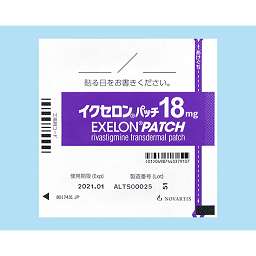 貼る日をお書きください。
イクセロン®パッチ18mg
EXELON®PATCH
rivastigmine transdermal patch
使用期限(Exp) 製造番号(Lot)
2021.01 ALTS00025 51
NOVARTIS